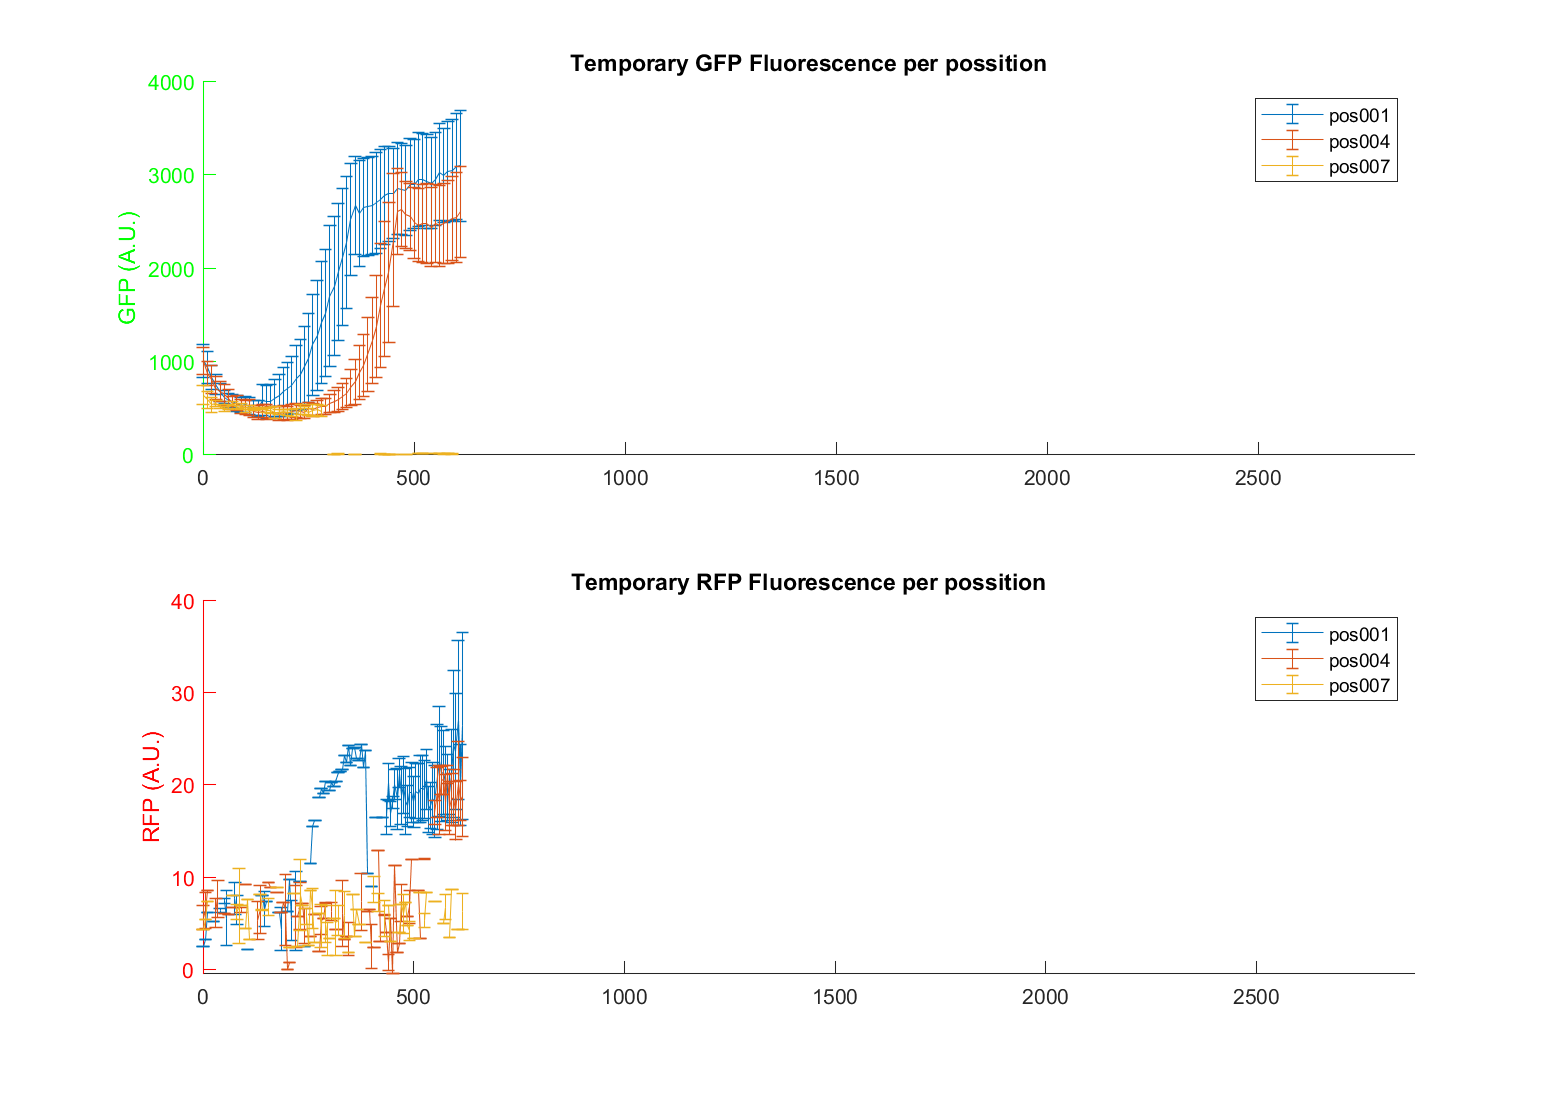 Temporary GFP Fluorescence per possition
4000
3000
2000
1000
0
GFP (A.U.)
0 500 1000 1500 2000 2500
pos001
pos004
pos007
Temporary RFP Fluorescence per possition
40
30
20
10
0
RFP (A.U.)
0 500 1000 1500 2000 2500
pos001
pos004
pos007